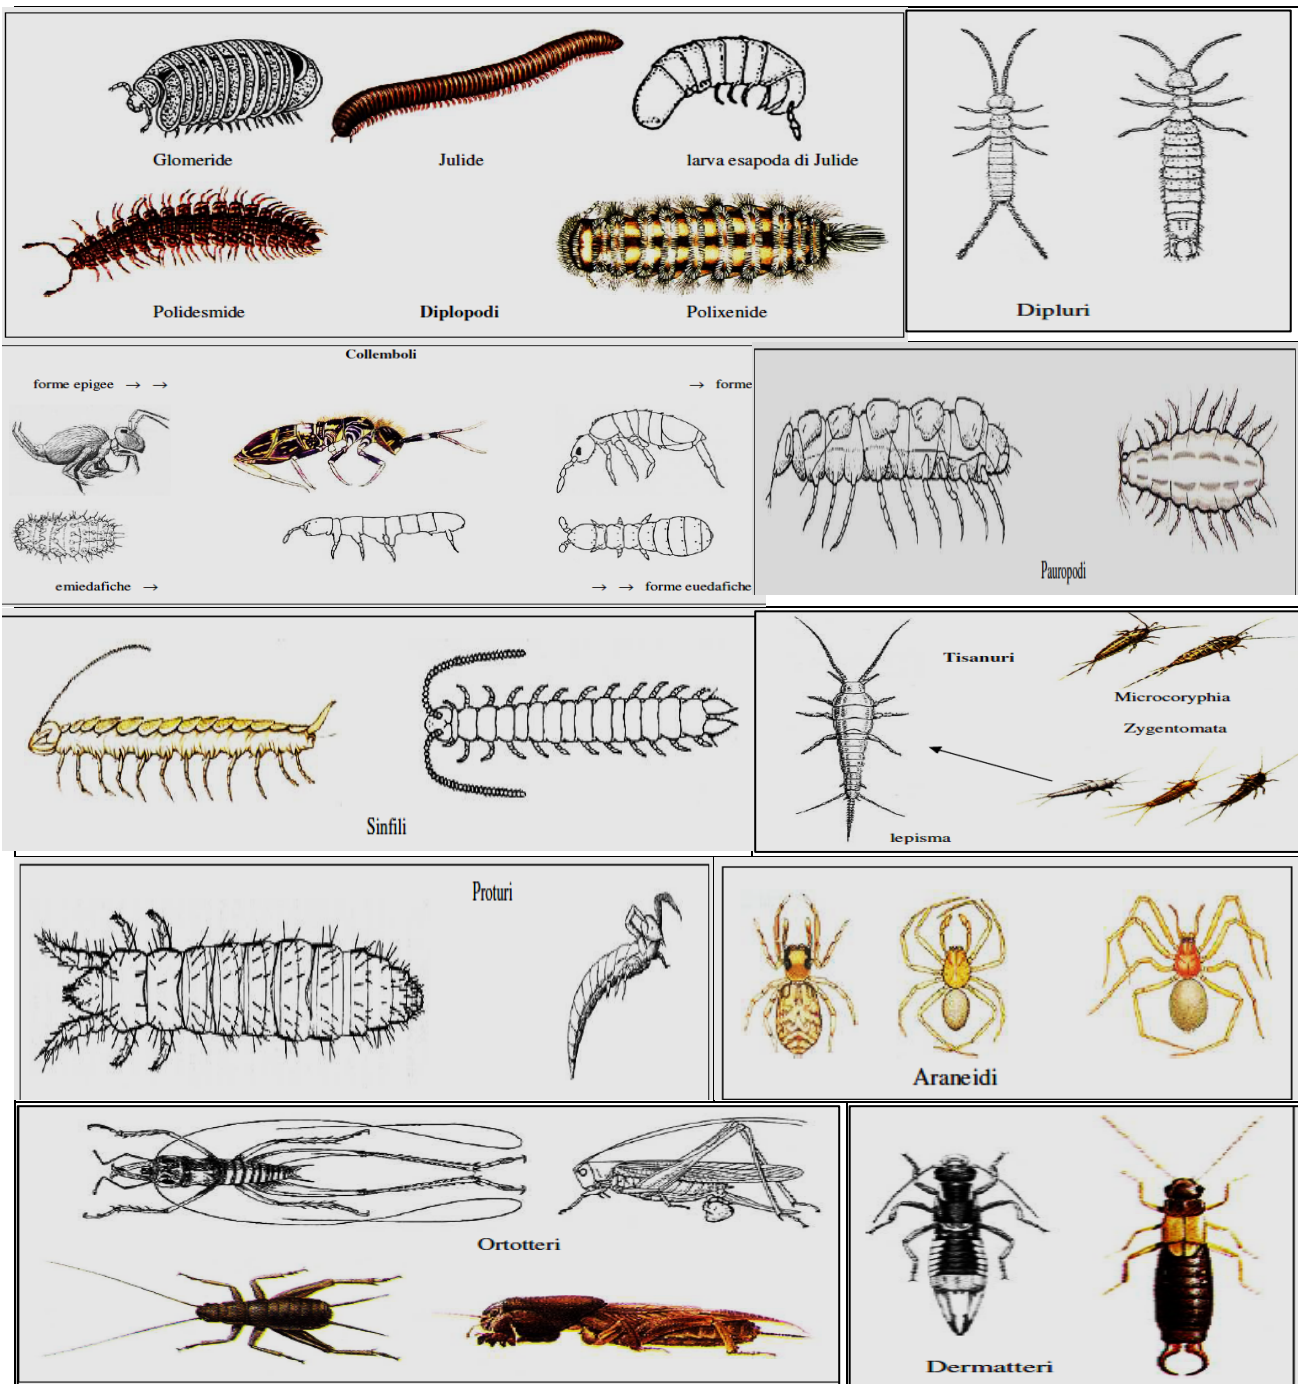 Glomeride
Julide
larva esapoda di Julide
Polidesmide
Diplopodi
Polixenide
Dipluri
Collemboli
forme epigee → →
→ forme
emiedafiche →
→ → forme euedafiche
Pauropodi
Sinfili
Tisanuri
Microcoryphia
Zygentomata
lepisma
Proturi
Araneidi
Ortotteri
Dermatteri